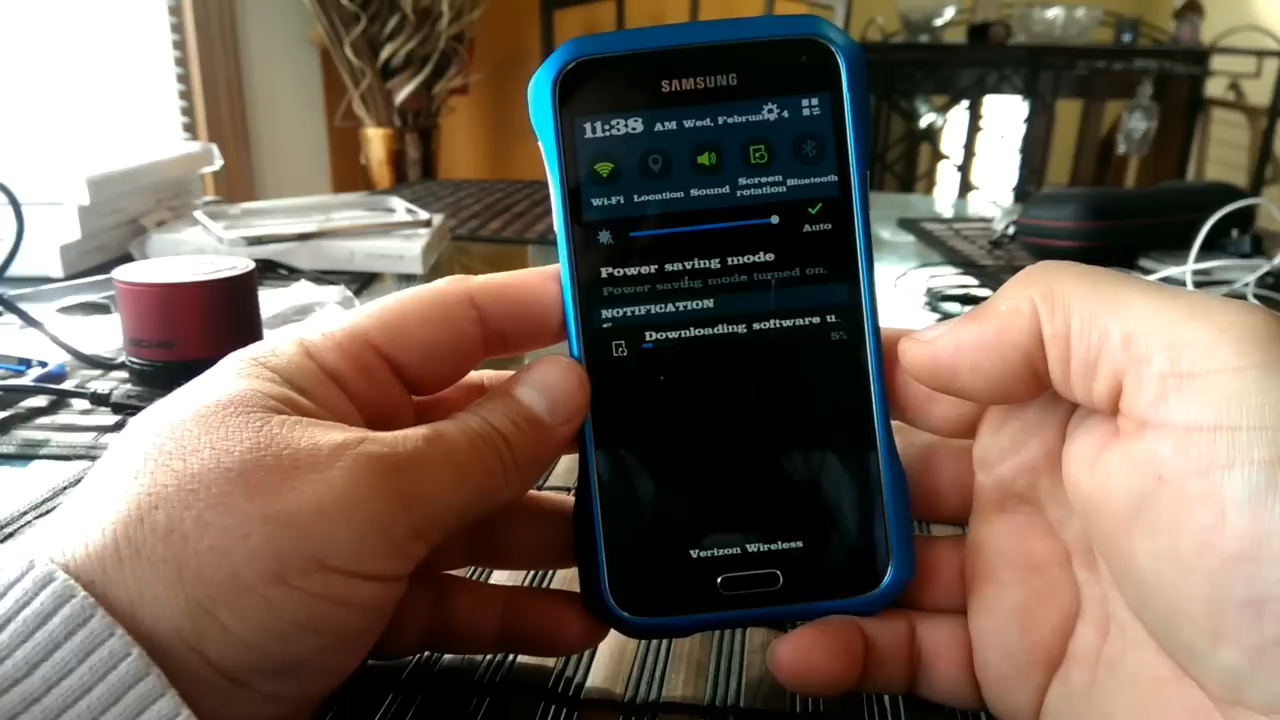 SAMSUNG
11:38 AM Wed, February 4
Wi-Fi
Location
Sound
Screen rotation
Bluetooth
Auto
Power saving mode
Power saving mode turned on.
NOTIFICATION
Downloading software u..
5%
Verizon Wireless